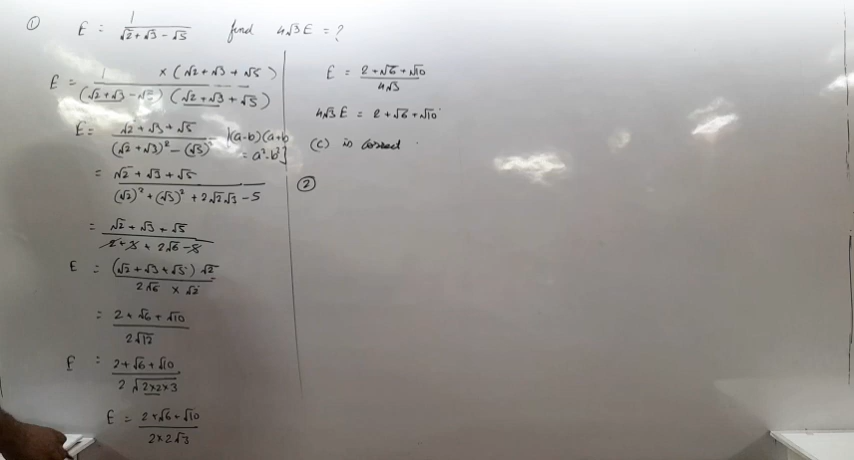 ① E = 1 / (√2 + √3 - √5) find 4√3 E = ?
E = 1 × (√2 + √3 + √5) / (√2 + √3 - √5) (√2 + √3 + √5)
E = √2 + √3 + √5 / (√2 + √3)² - (√5)² [(a-b)(a+b
= a² - b²]
= √2 + √3 + √5 / (√2)² + (√3)² + 2√2√3 - 5
= √2 + √3 + √5 / 2 + 3 + 2√6 - 5
E = (√2 + √3 + √5) √2 / 2√6 × √2
= 2 + √6 + √10 / 2√12
E = 2 + √6 + √10 / 2√2×2×3
E = 2 + √6 + √10 / 2×2√3
E = 2 + √6 + √10 / 4√3
4√3 E = 2 + √6 + √10
(C) is correct
②